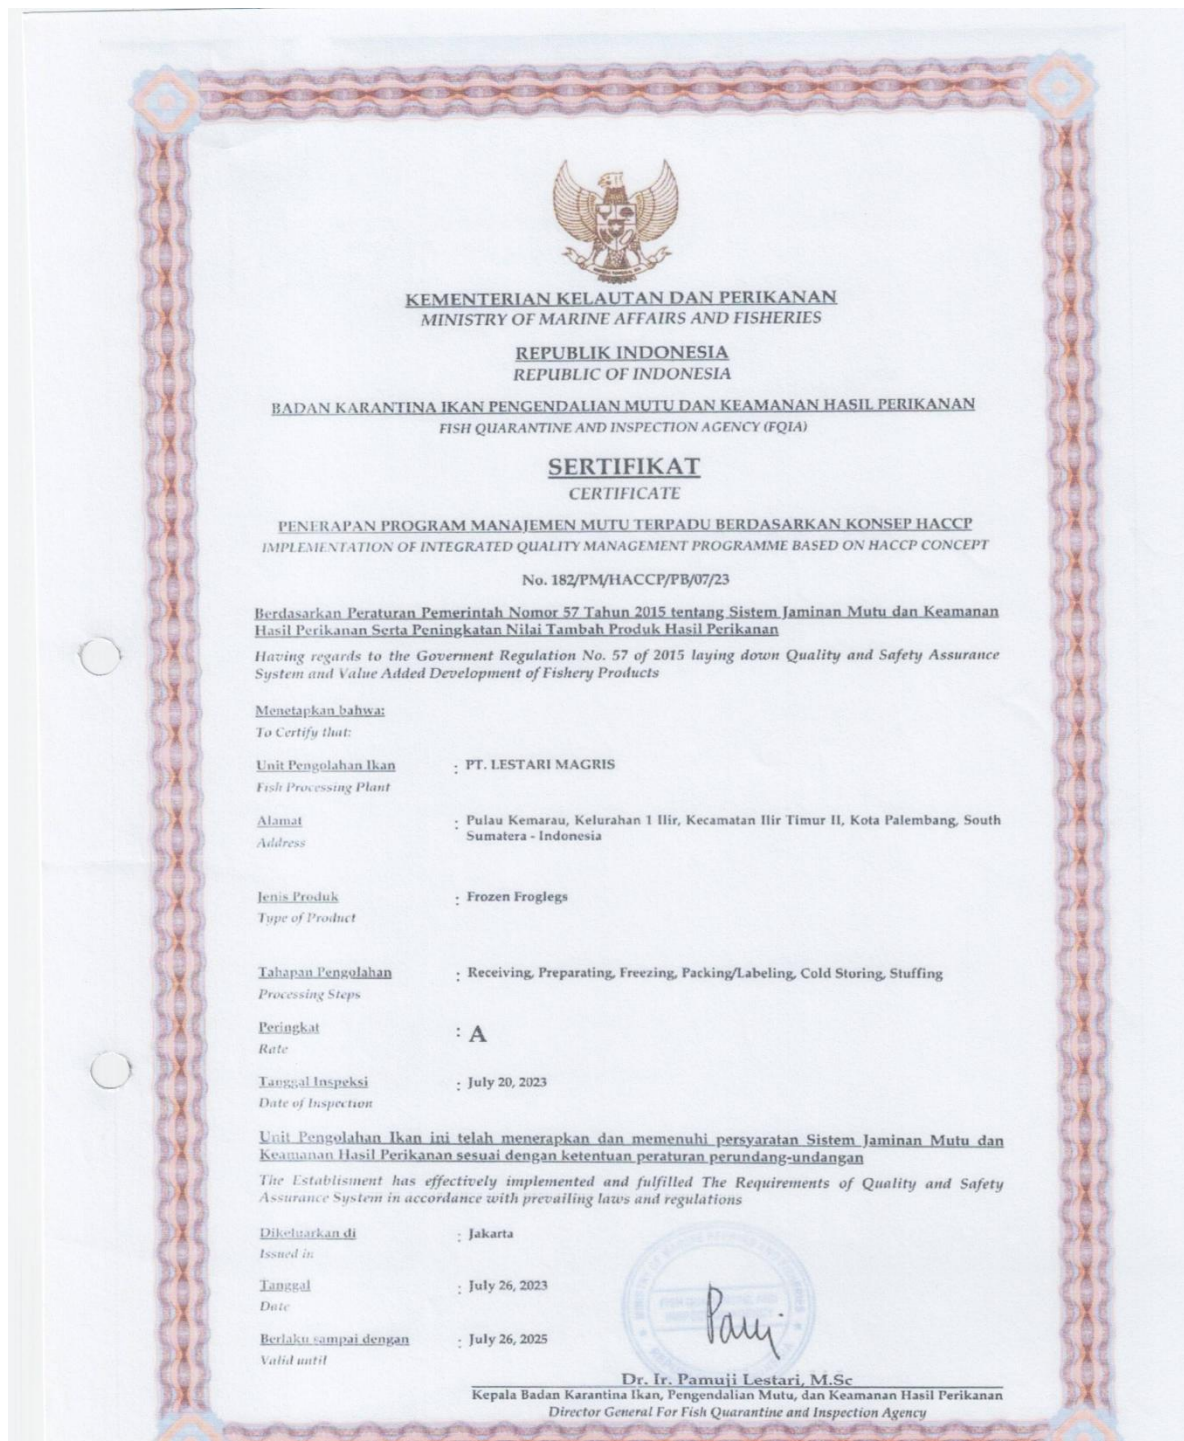 KEMENTERIAN KELAUTAN DAN PERIKANAN
MINISTRY OF MARINE AFFAIRS AND FISHERIES
REPUBLIK INDONESIA
REPUBLIC OF INDONESIA
BADAN KARANTINA IKAN PENGENDALIAN MUTU DAN KEAMANAN HASIL PERIKANAN
FISH QUARANTINE AND INSPECTION AGENCY (FQIA)
SERTIFIKAT
CERTIFICATE
PENERAPAN PROGRAM MANAJEMEN MUTU TERPADU BERDASARKAN KONSEP HACCP
IMPLEMENTATION OF INTEGRATED QUALITY MANAGEMENT PROGRAMME BASED ON HACCP CONCEPT
No. 182/PM/HACCP/PB/07/23
Berdasarkan Peraturan Pemerintah Nomor 57 Tahun 2015 tentang Sistem Jaminan Mutu dan Keamanan
Hasil Perikanan Serta Peningkatan Nilai Tambah Produk Hasil Perikanan
Having regards to the Goverment Regulation No. 57 of 2015 laying down Quality and Safety Assurance
System and Value Added Development of Fishery Products
Menetapkan bahwa:
To Certify that:
Unit Pengolahan Ikan : PT. LESTARI MAGRIS
Fish Processing Plant
Alamat : Pulau Kemarau, Kelurahan 1 Ilir, Kecamatan Ilir Timur II, Kota Palembang, South
Address Sumatera - Indonesia
Jenis Produk : Frozen Froglegs
Type of Product
Tahapan Pengolahan : Receiving, Preparating, Freezing, Packing/Labeling, Cold Storing, Stuffing
Processing Steps
Peringkat : A
Rate
Tanggal Inspeksi : July 20, 2023
Date of Inspection
Unit Pengolahan Ikan ini telah menerapkan dan memenuhi persyaratan Sistem Jaminan Mutu dan
Keamanan Hasil Perikanan sesuai dengan ketentuan peraturan perundang-undangan
The Establisment has effectively implemented and fulfilled The Requirements of Quality and Safety
Assurance System in accordance with prevailing laws and regulations
Dikeluarkan di : Jakarta
Issued in
Tanggal : July 26, 2023
Date
Berlaku sampai dengan : July 26, 2025
Valid until
Dr. Ir. Pamuji Lestari, M.Sc
Kepala Badan Karantina Ikan, Pengendalian Mutu, dan Keamanan Hasil Perikanan
Director General For Fish Quarantine and Inspection Agency